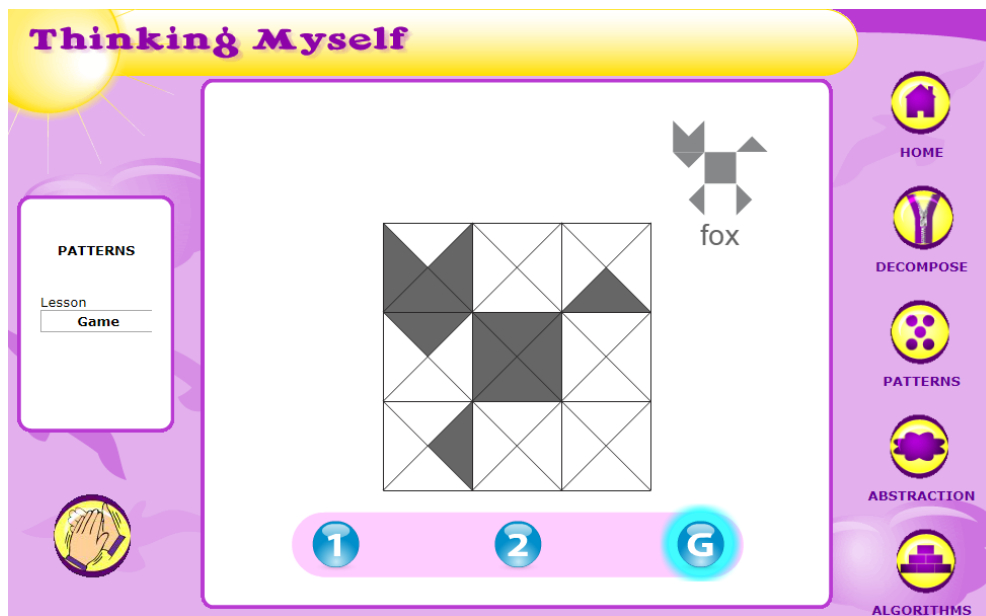 Thinking Myself
HOME
DECOMPOSE
PATTERNS
ABSTRACTION
ALGORITHMS
PATTERNS
Lesson
Game
fox
1
2
G